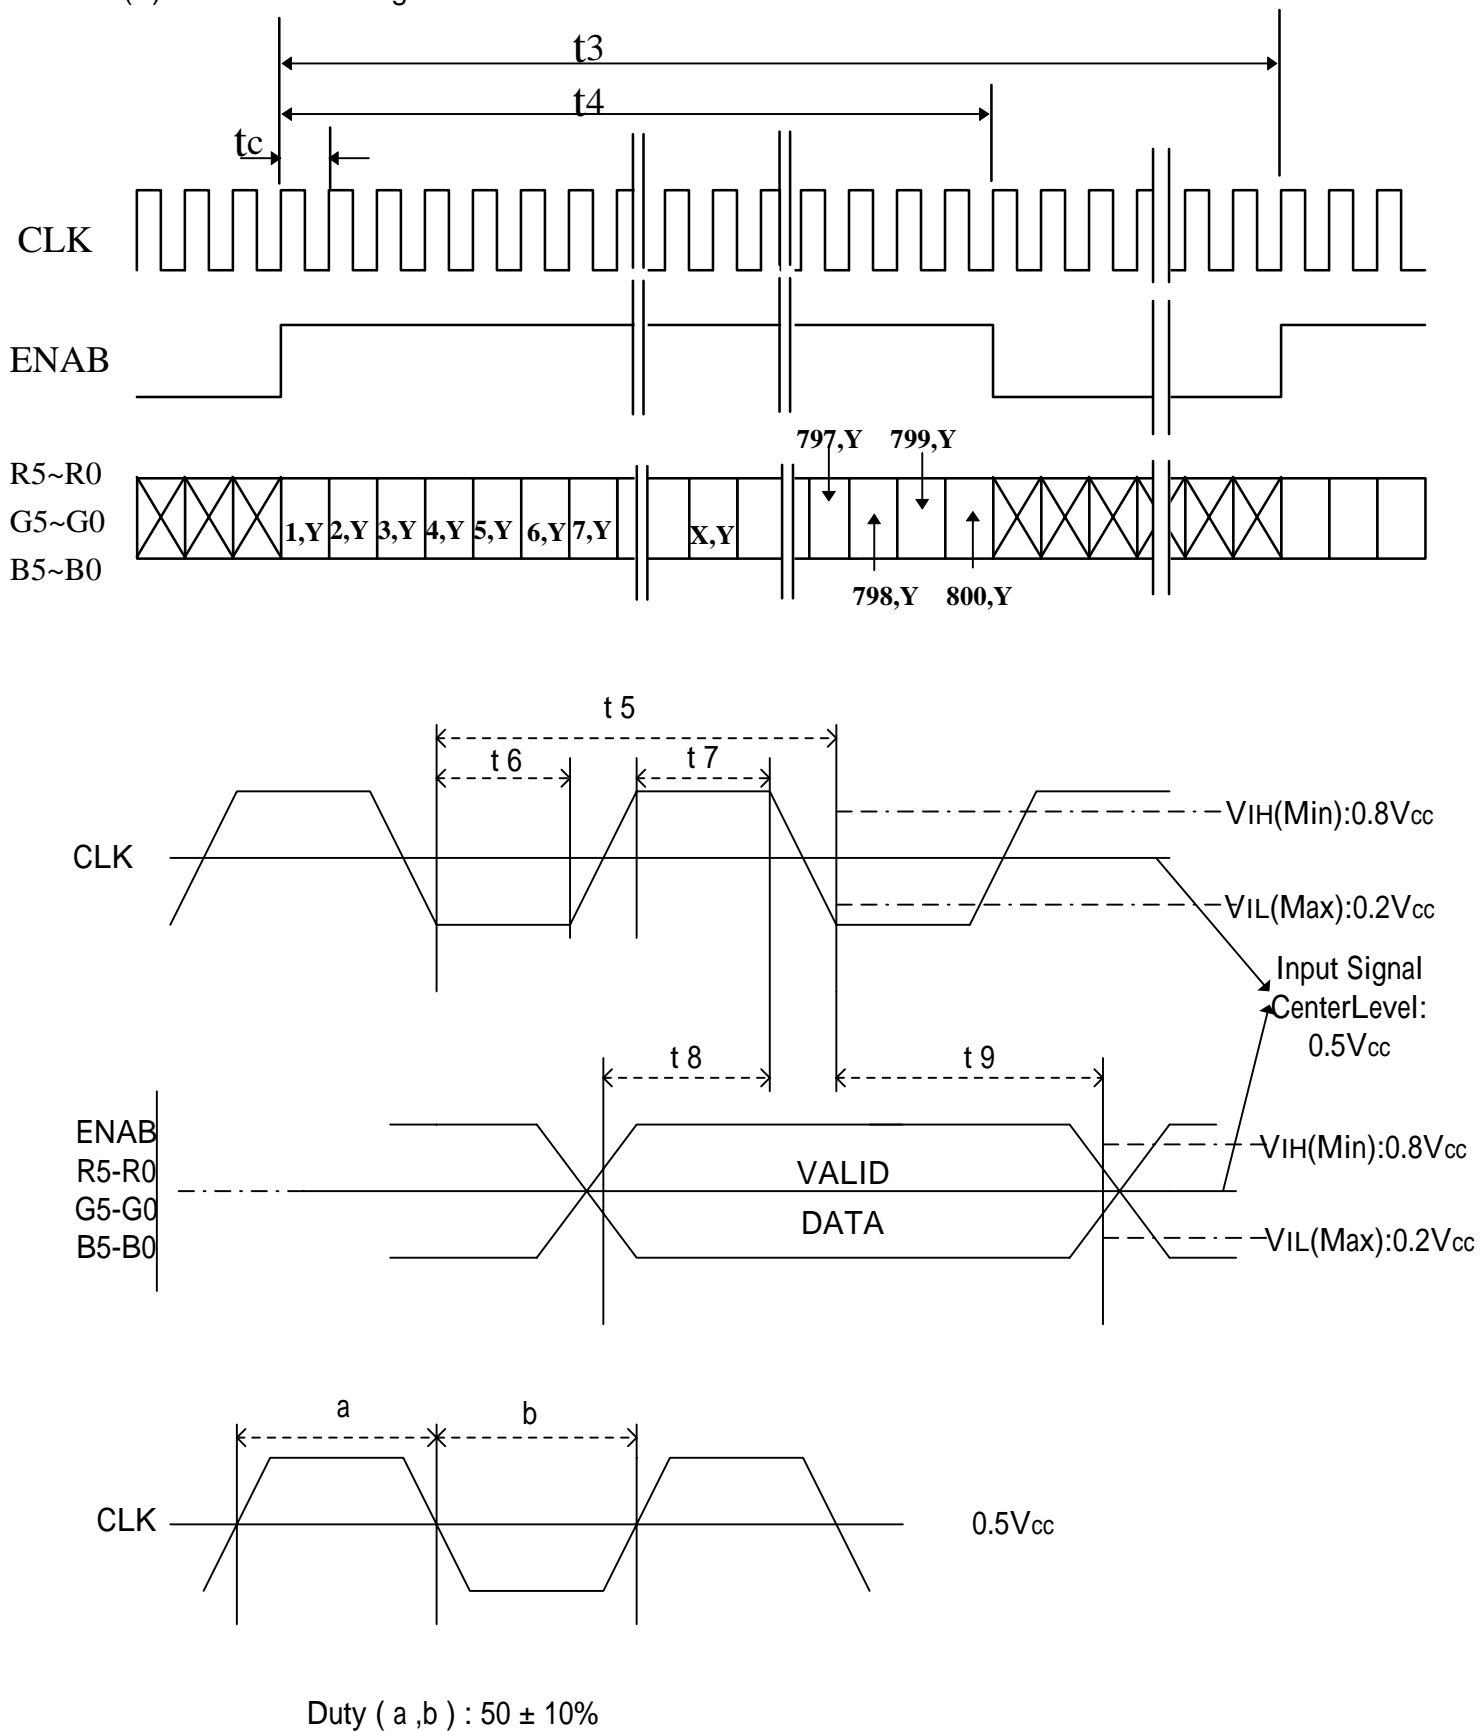 t3
t4
tc
CLK
ENAB
797,Y 799,Y
R5~R0
G5~G0
B5~B0
1,Y 2,Y 3,Y 4,Y 5,Y 6,Y 7,Y X,Y
798,Y 800,Y
t 5
t 6 t 7
VIH(Min):0.8Vcc
CLK
VIL(Max):0.2Vcc
Input Signal
CenterLevel:
0.5Vcc
t 8 t 9
ENAB
R5-R0
G5-G0
B5-B0
VALID
DATA
VIH(Min):0.8Vcc
VIL(Max):0.2Vcc
a b
CLK
0.5Vcc
Duty ( a ,b ) : 50 ± 10%